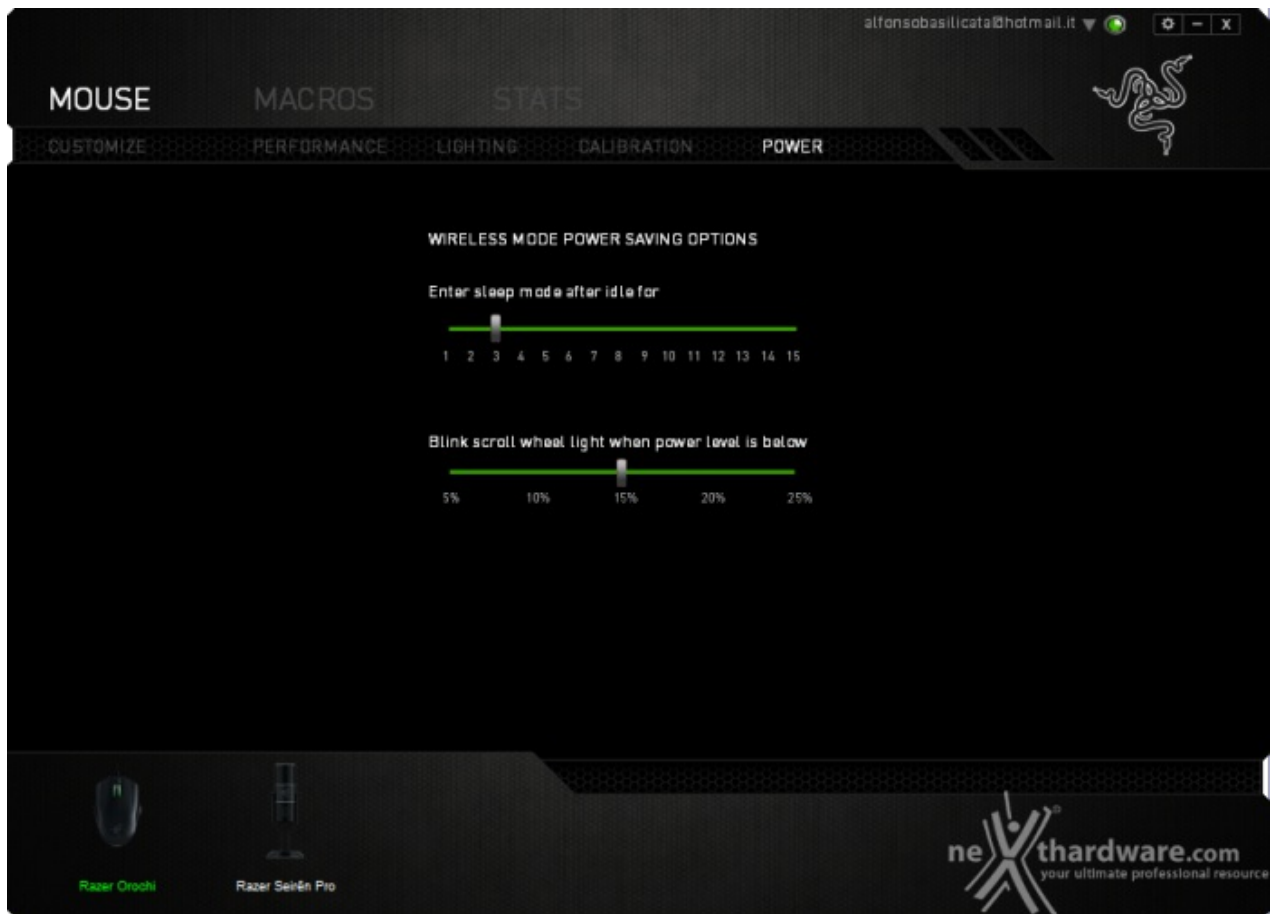 alfonsobasilicata@hotmail.it
MOUSE MACROS STATS
CUSTOMIZE PERFORMANCE LIGHTING CALIBRATION POWER
WIRELESS MODE POWER SAVING OPTIONS
Enter sleep mode after idle for
1 2 3 4 5 6 7 8 9 10 11 12 13 14 15
Blink scroll wheel light when power level is below
5% 10% 15% 20% 25%
Razer Orochi Razer Seirēn Pro
nexthardware.com
your ultimate professional resource